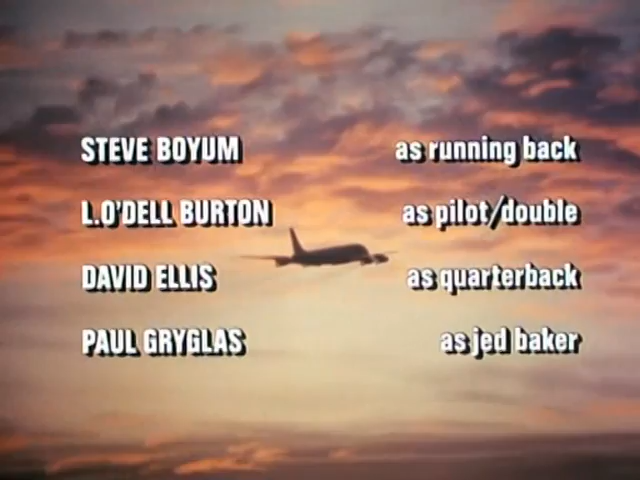 STEVE BOYUM as running back
L.O'DELL BURTON as pilot/double
DAVID ELLIS as quarterback
PAUL GRYGLAS as jed baker